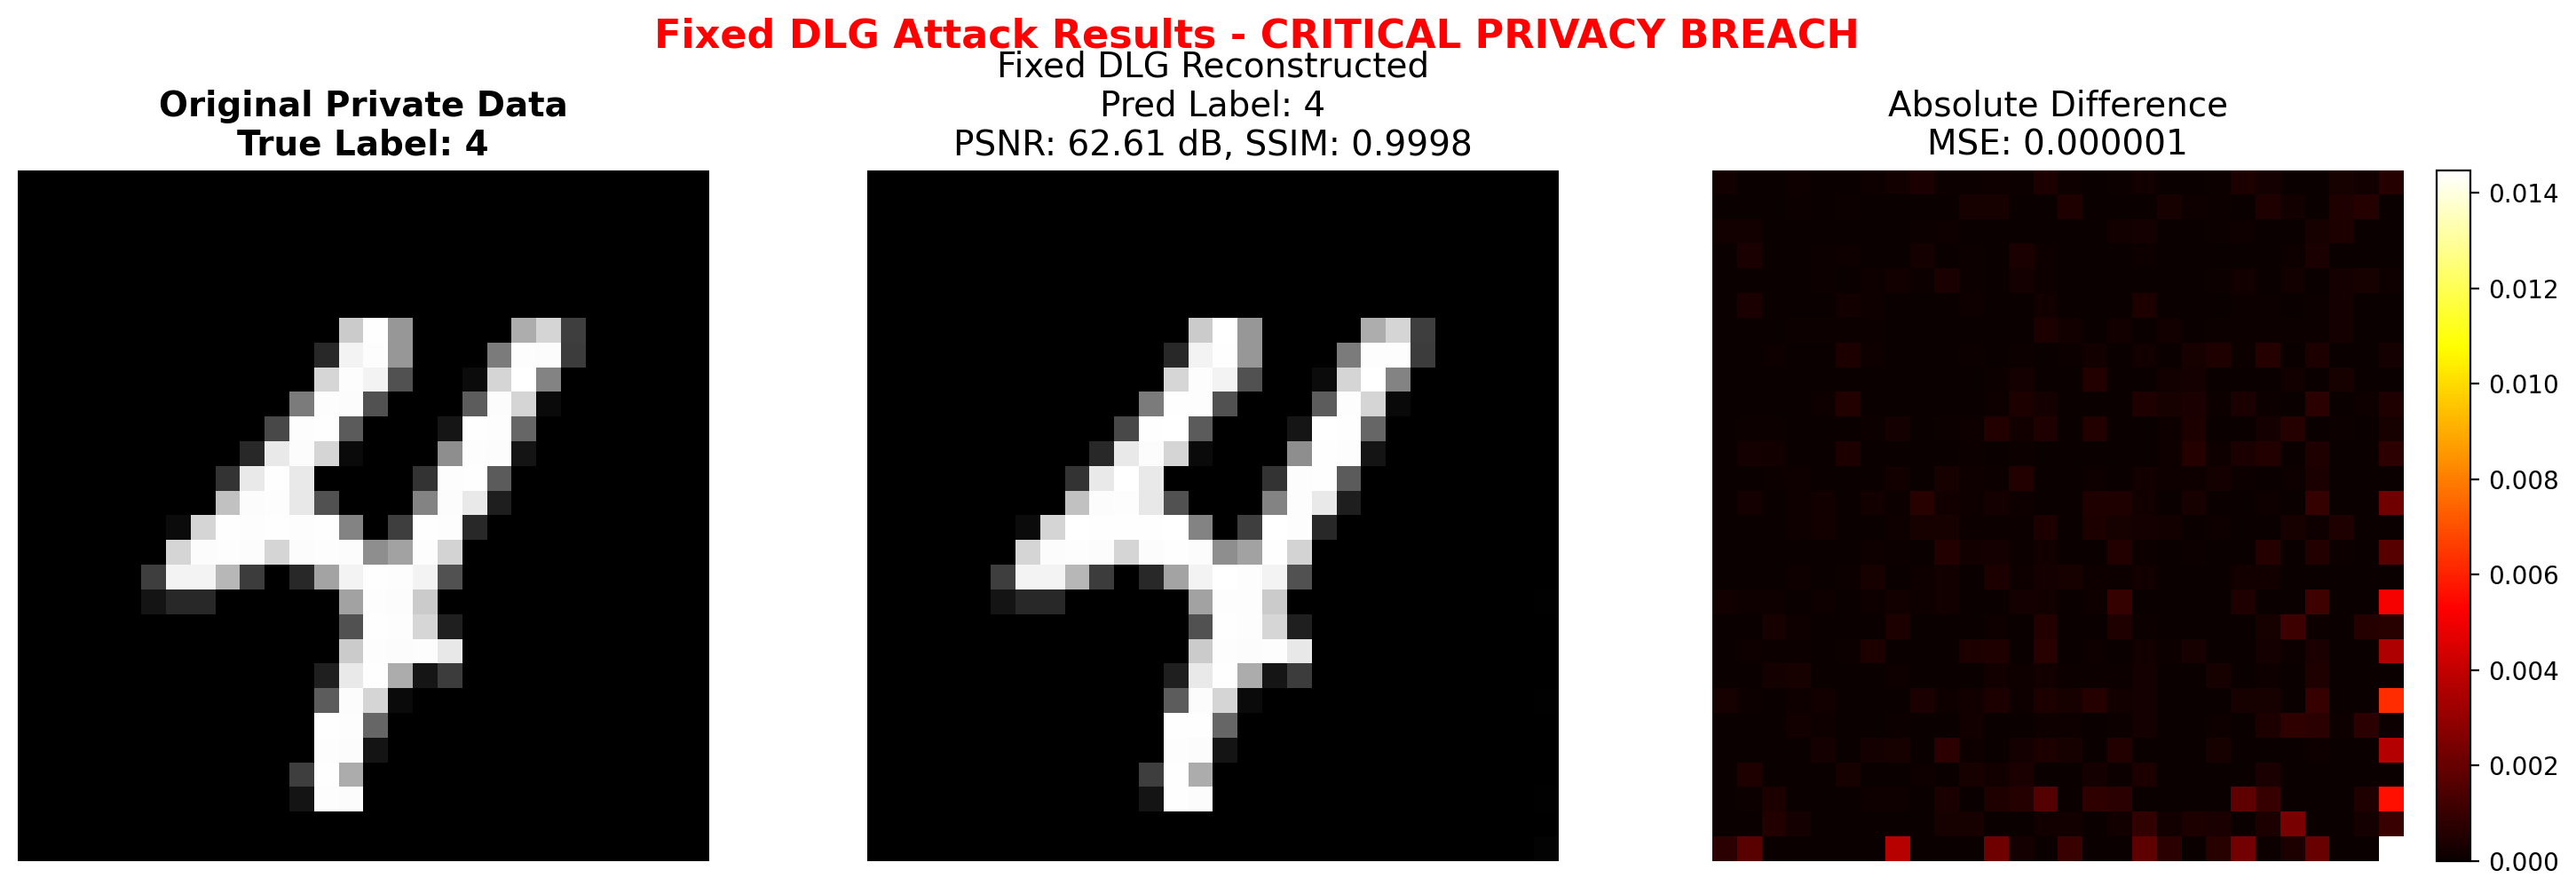 Fixed DLG Attack Results - CRITICAL PRIVACY BREACH
Original Private Data
True Label: 4
Fixed DLG Reconstructed
Pred Label: 4
PSNR: 62.61 dB, SSIM: 0.9998
Absolute Difference
MSE: 0.000001
0.014
0.012
0.010
0.008
0.006
0.004
0.002
0.000
4
4